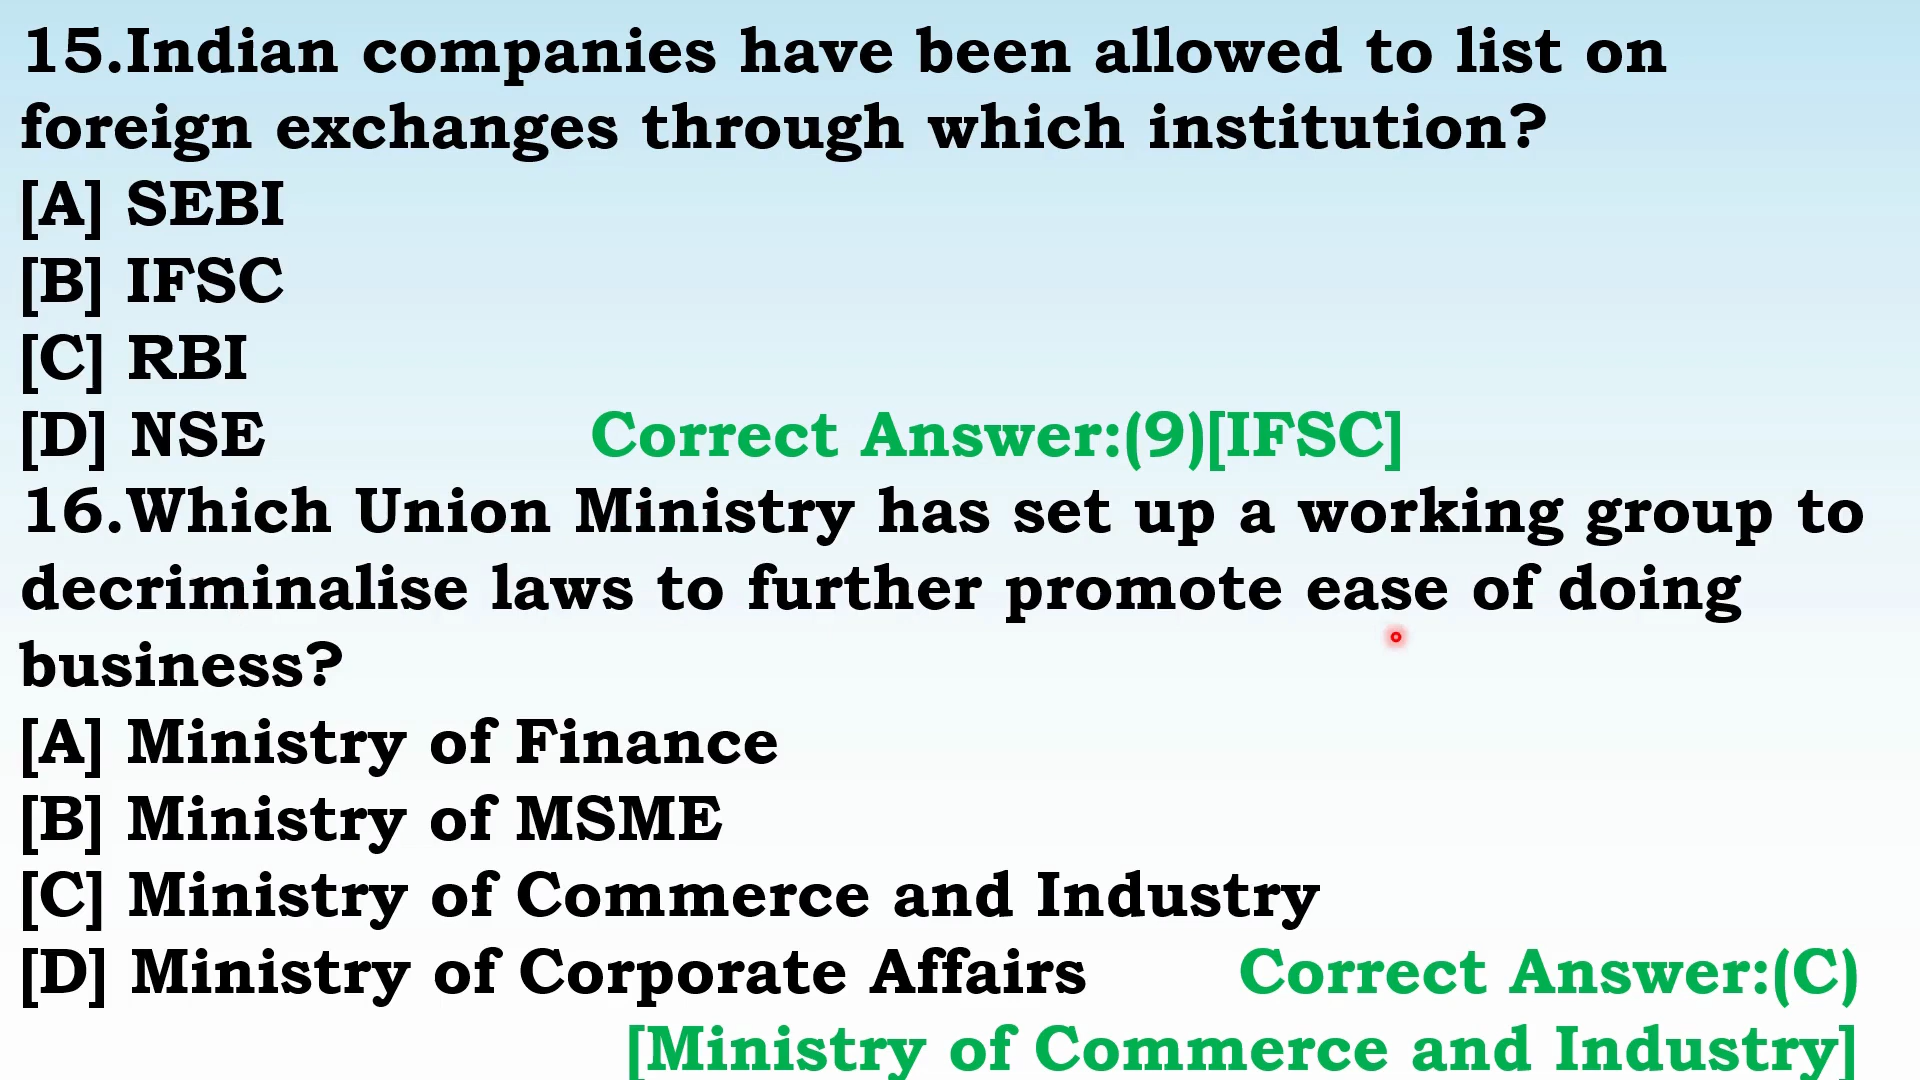 15.Indian companies have been allowed to list on
foreign exchanges through which institution?
[A] SEBI
[B] IFSC
[C] RBI
[D] NSE Correct Answer:(9)[IFSC]
16.Which Union Ministry has set up a working group to
decriminalise laws to further promote ease of doing
business?
[A] Ministry of Finance
[B] Ministry of MSME
[C] Ministry of Commerce and Industry
[D] Ministry of Corporate Affairs Correct Answer:(C)
[Ministry of Commerce and Industry]